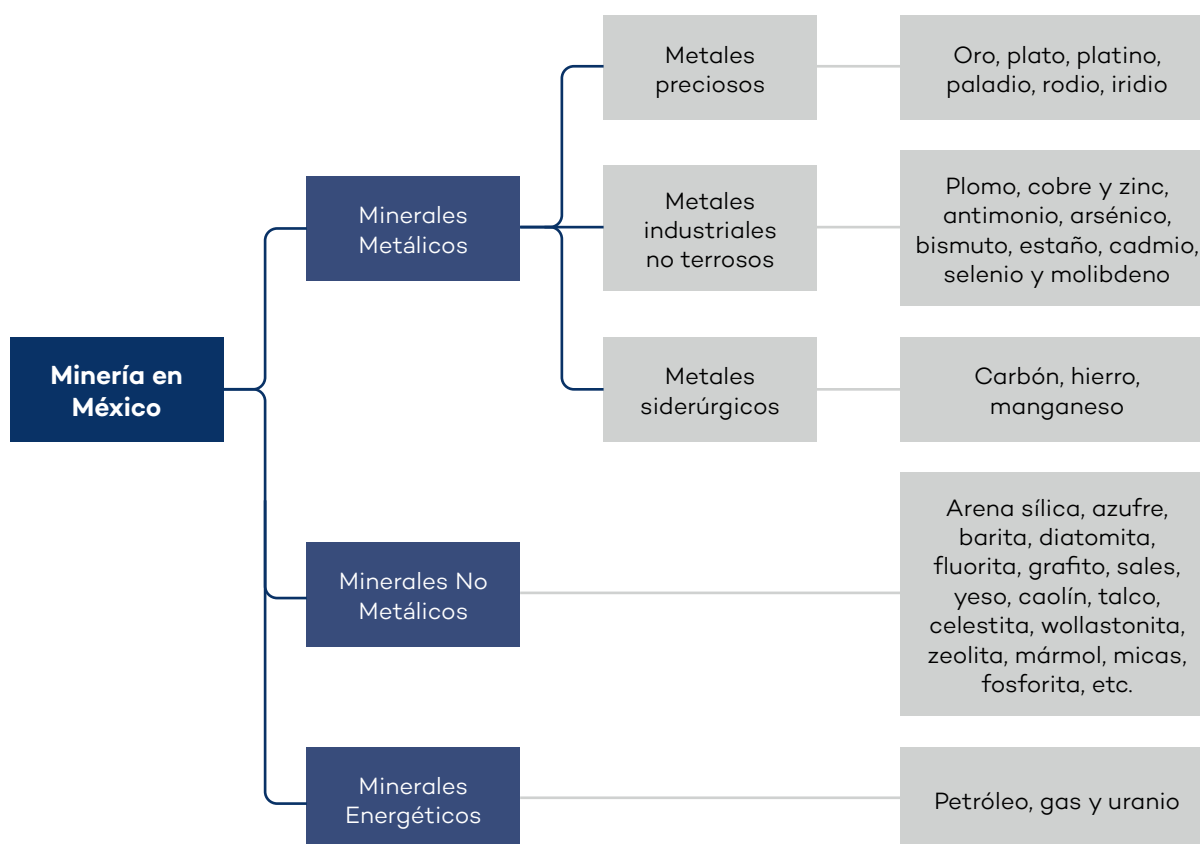 Metales
preciosos
Oro, plato, platino,
paladio, rodio, iridio
Minerales
Metálicos
Metales
industriales
no terrosos
Plomo, cobre y zinc,
antimonio, arsénico,
bismuto, estaño, cadmio,
selenio y molibdeno
Minería en
México
Metales
siderúrgicos
Carbón, hierro,
manganeso
Minerales No
Metálicos
Arena sílica, azufre,
barita, diatomita,
fluorita, grafito, sales,
yeso, caolín, talco,
celestita, wollastonita,
zeolita, mármol, micas,
fosforita, etc.
Minerales
Energéticos
Petróleo, gas y uranio